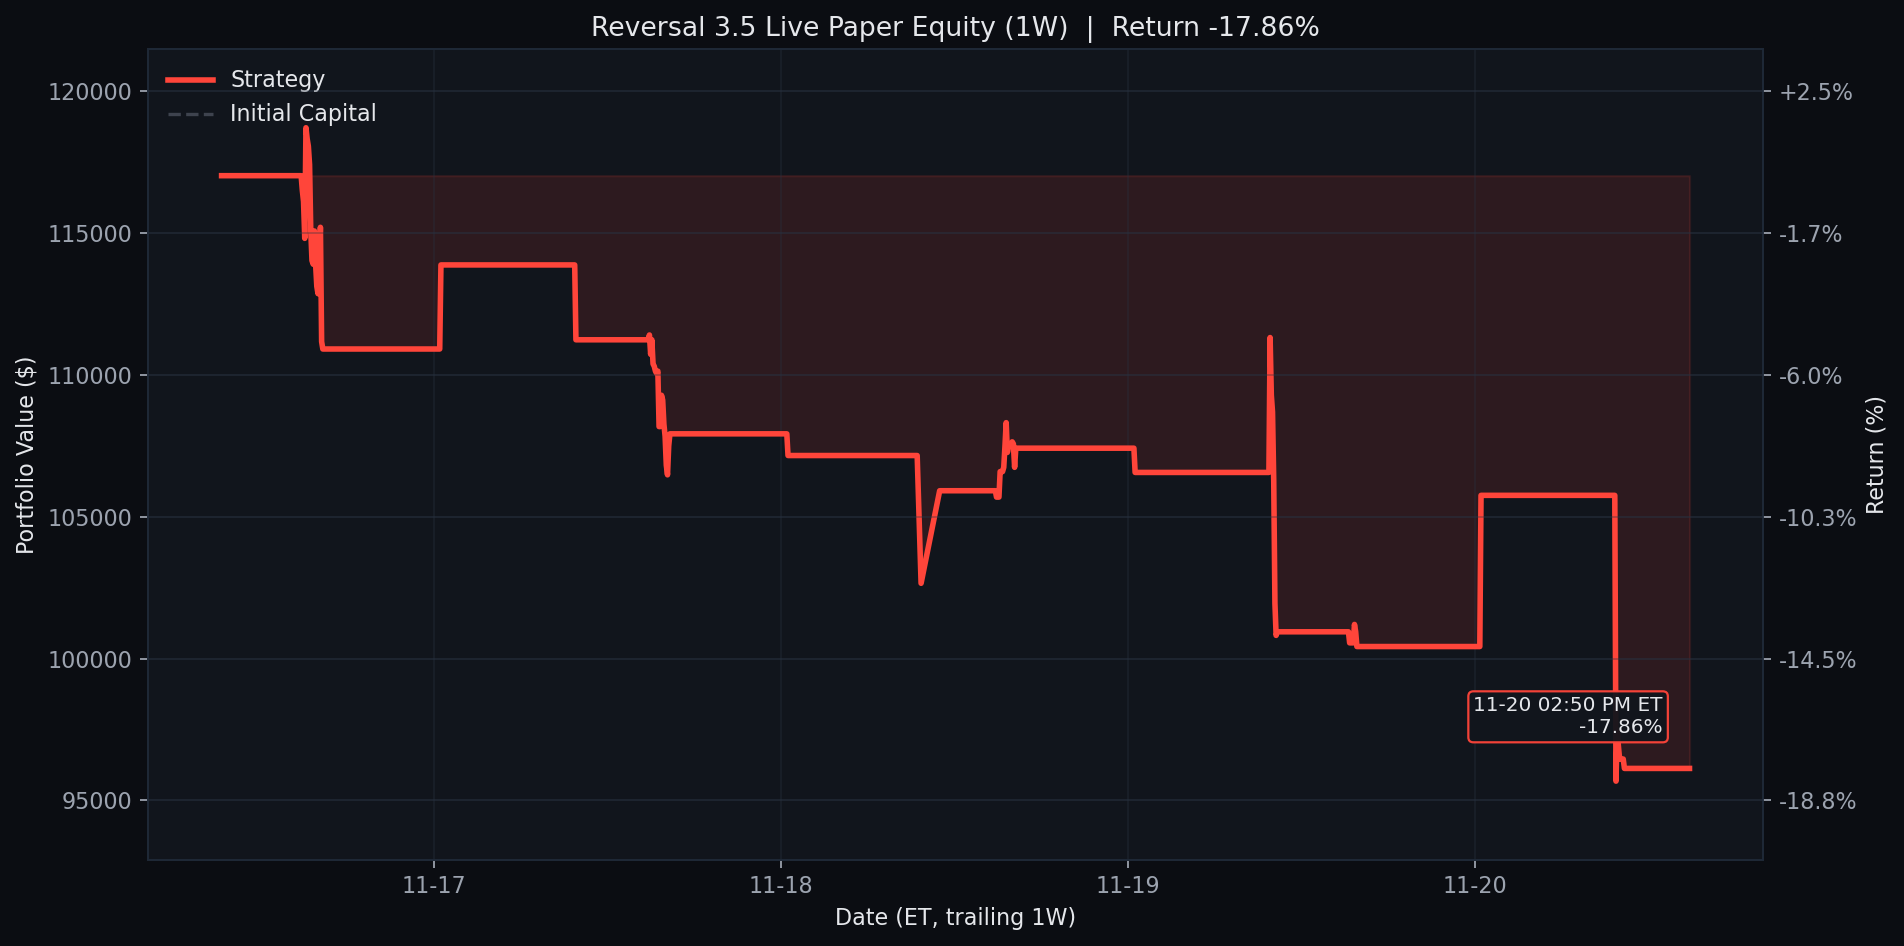 Reversal 3.5 Live Paper Equity (1W)  |  Return -17.86%
Strategy
Initial Capital
120000
115000
110000
105000
100000
95000
Portfolio Value ($)
+2.5%
-1.7%
-6.0%
-10.3%
-14.5%
-18.8%
Return (%)
11-20 02:50 PM ET
-17.86%
11-17
11-18
11-19
11-20
Date (ET, trailing 1W)